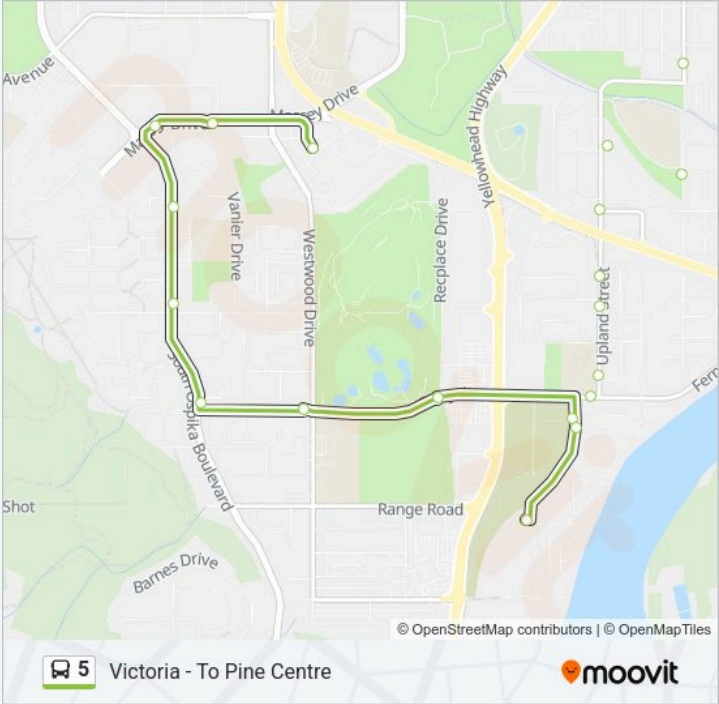 Avenue
Massey Drive
Yellowhead Highway
Vanier Drive
Westwood Drive
Recplace Drive
Upland Street
South Ospika Boulevard
Shot
Range Road
Barnes Drive
© OpenStreetMap contributors | © OpenMapTiles
5 Victoria - To Pine Centre
moovit